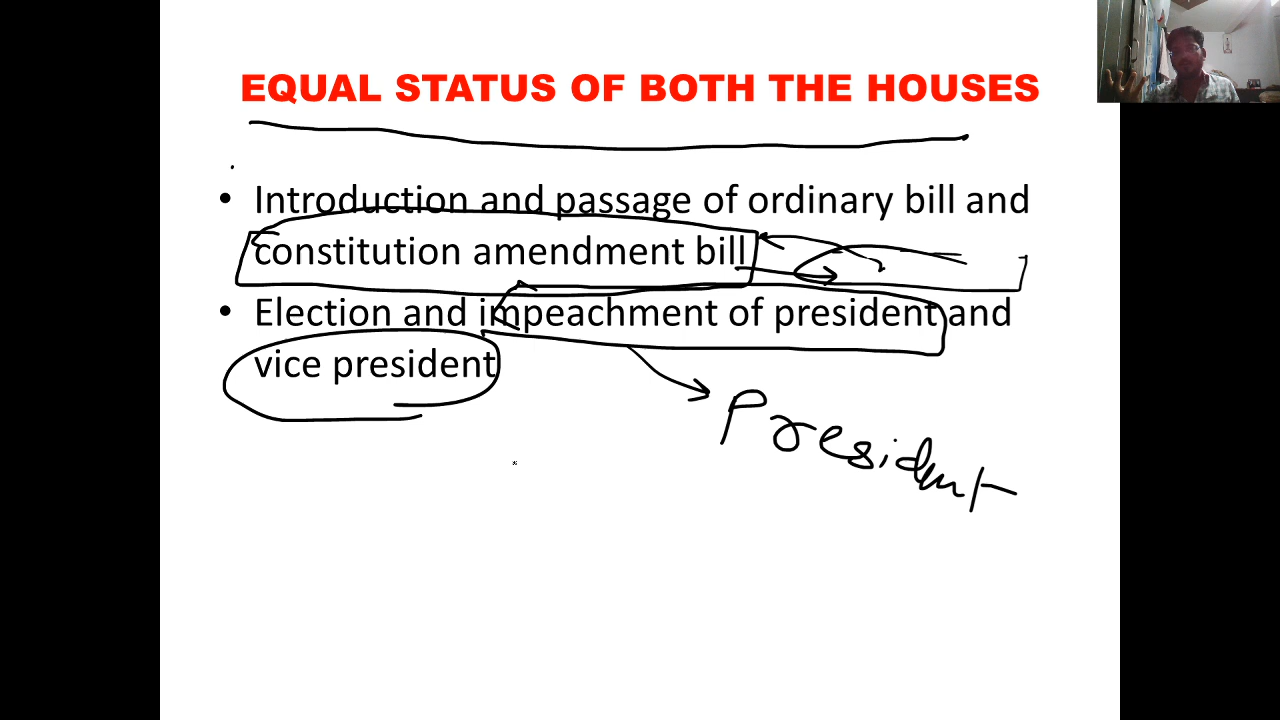 EQUAL STATUS OF BOTH THE HOUSES
• Introduction and passage of ordinary bill and
constitution amendment bill
• Election and impeachment of president and
vice president
President